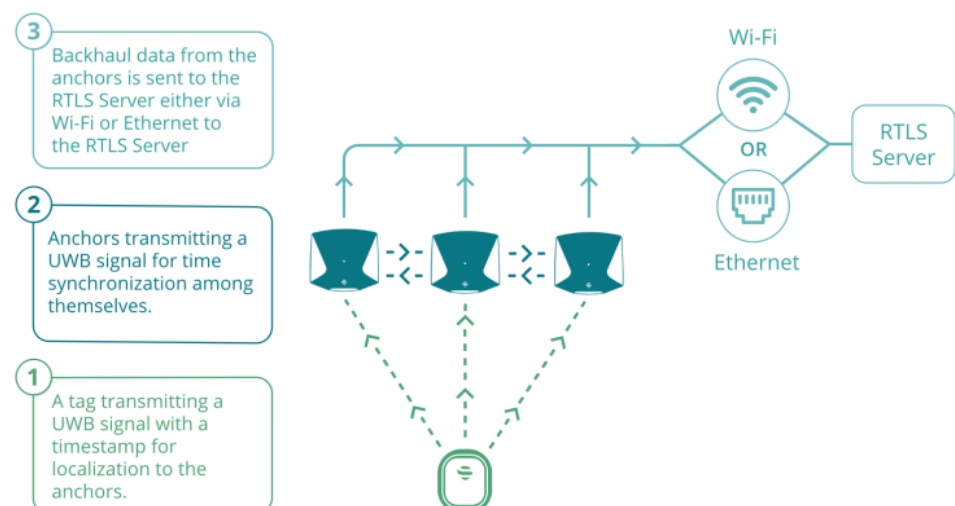 3
Backhaul data from the
anchors is sent to the
RTLS Server either via
Wi-Fi or Ethernet to
the RTLS Server
2
Anchors transmitting a
UWB signal for time
synchronization among
themselves.
1
A tag transmitting a
UWB signal with a
timestamp for
localization to the
anchors.
Wi-Fi
OR
Ethernet
RTLS
Server